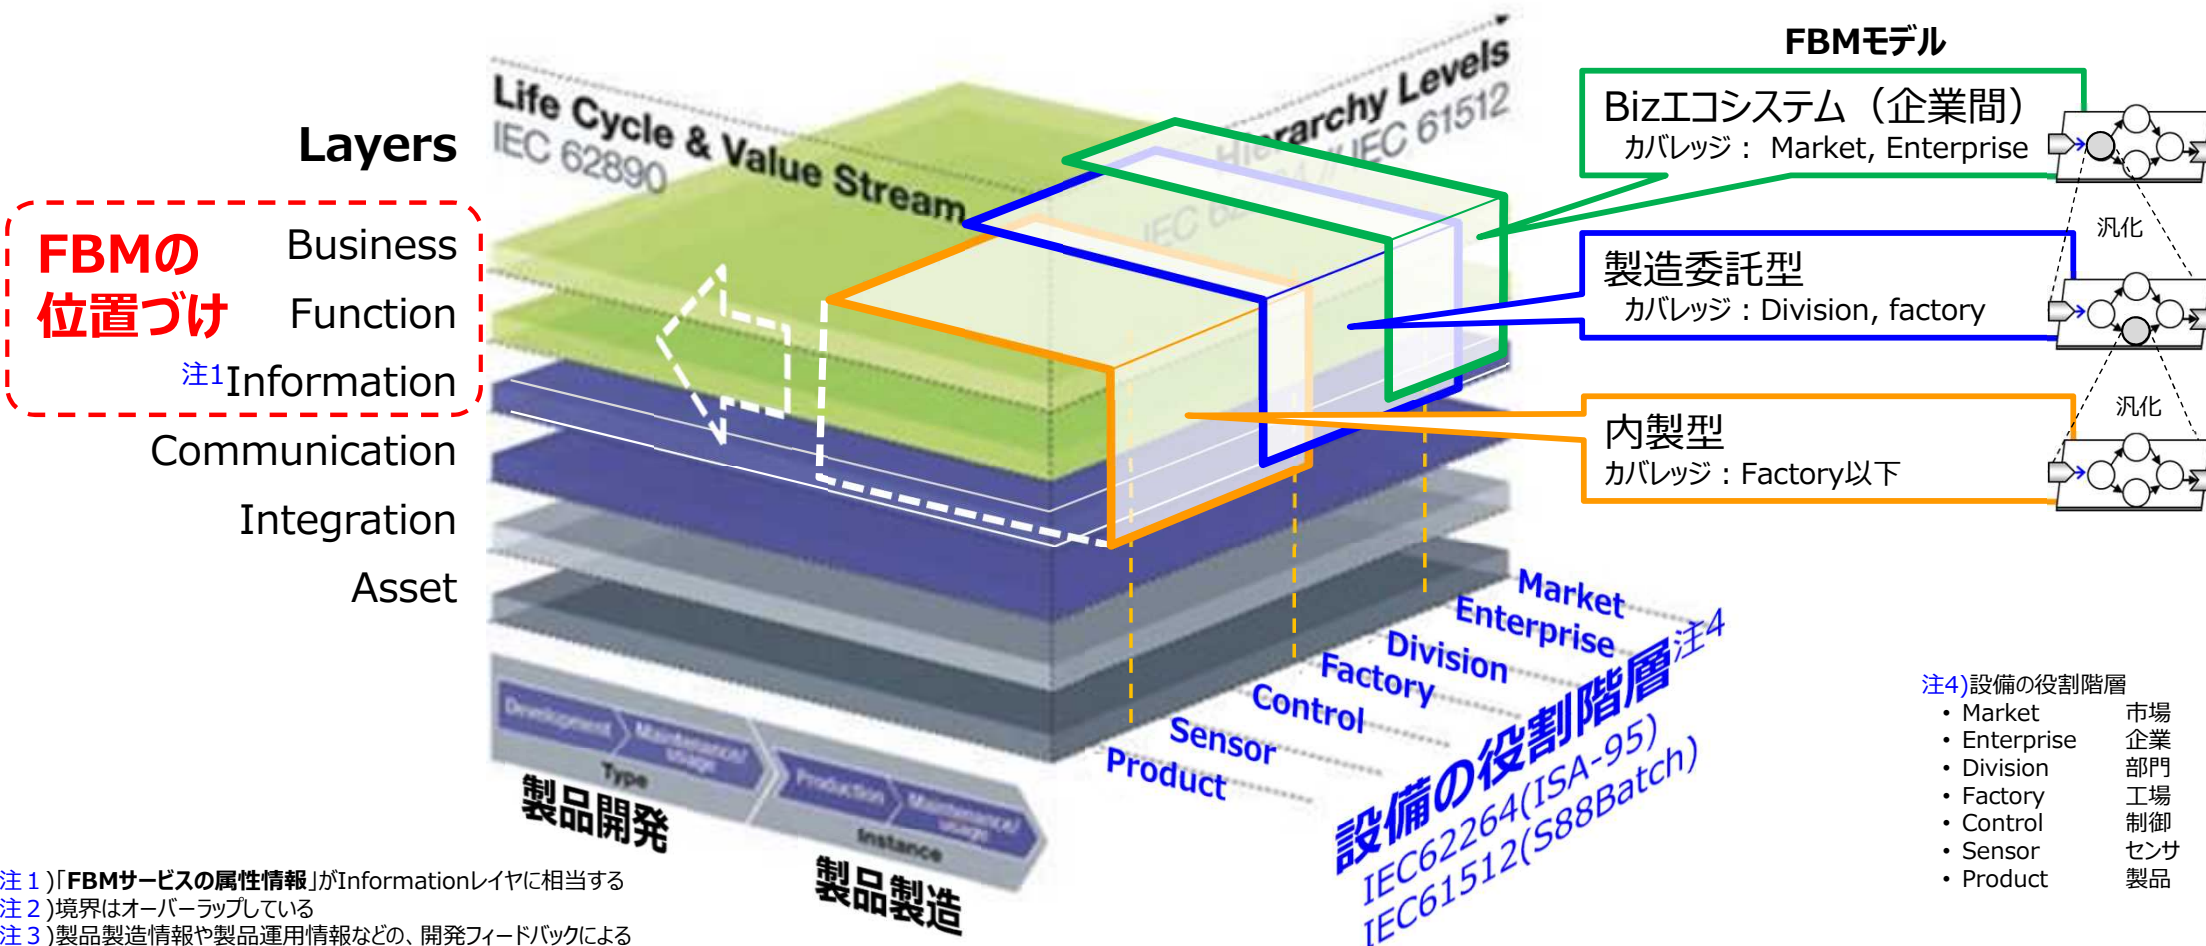 FBMモデル
Life Cycle & Value Stream
IEC 62890
Hierarchy Levels
IEC 61512
Layers
FBMの
位置づけ
Business
Function
注1Information
Communication
Integration
Asset
Bizエコシステム（企業間）
カバレッジ： Market, Enterprise
汎化
製造委託型
カバレッジ：Division, factory
汎化
内製型
カバレッジ：Factory以下
Market
Enterprise
Division
Factory
Control
Sensor
Product
設備の役割階層注4
IEC62264(ISA-95)
IEC61512(S88Batch)
Development
Maintenance/
usage
Type
製品開発
Production
Maintenance/
usage
Instance
製品製造
注4)設備の役割階層
・ Market 市場
・ Enterprise 企業
・ Division 部門
・ Factory 工場
・ Control 制御
・ Sensor センサ
・ Product 製品
注１)「FBMサービスの属性情報」がInformationレイヤに相当する
注２)境界はオーバーラップしている
注３)製品製造情報や製品運用情報などの、開発フィードバックによる